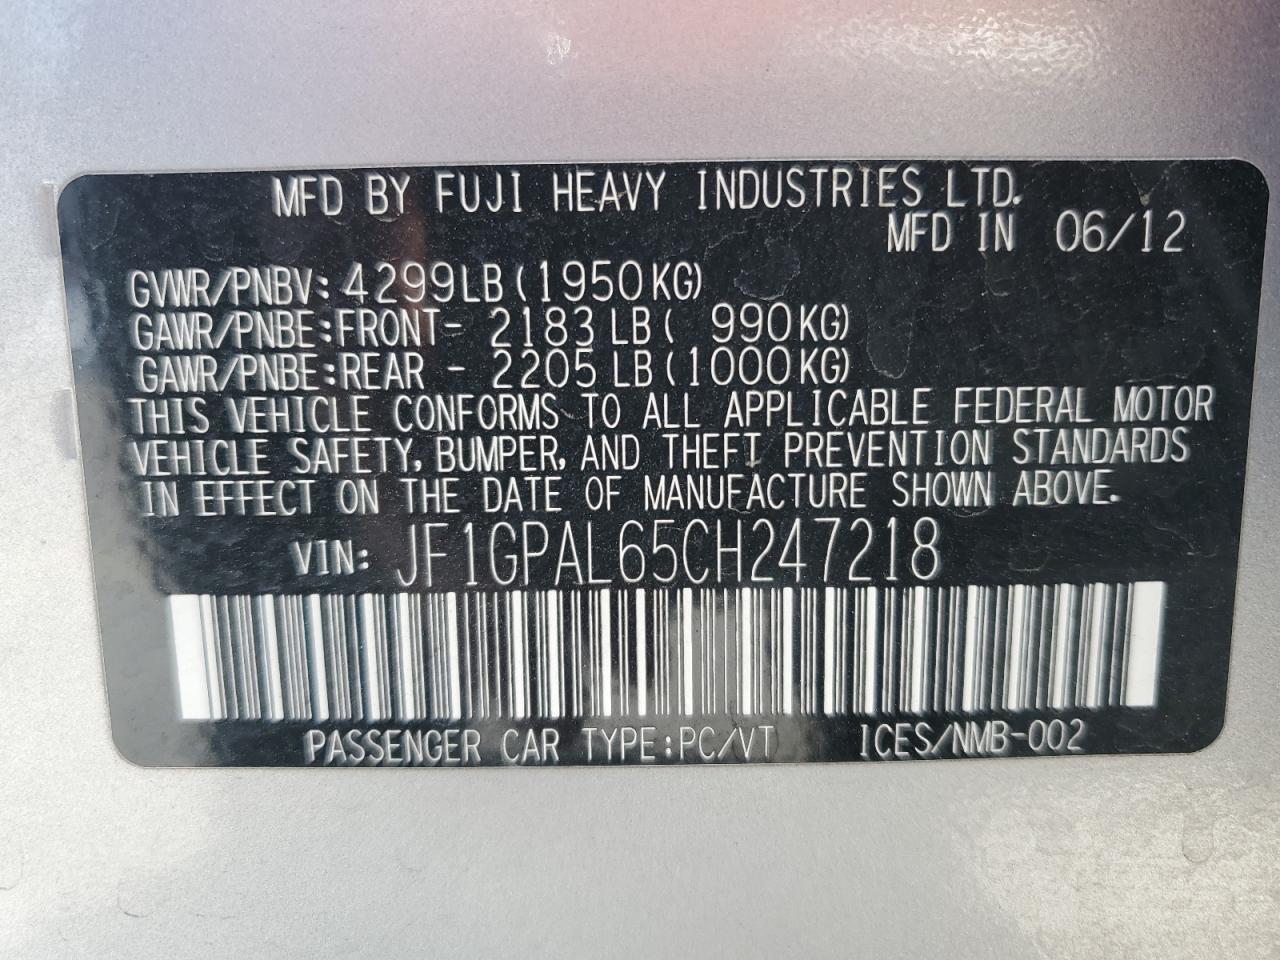 MFD BY FUJI HEAVY INDUSTRIES LTD.
MFD IN 06/12
GVWR/PNBV: 4299LB (1950KG)
GAWR/PNBE:FRONT- 2183 LB ( 990KG)
GAWR/PNBE:REAR - 2205 LB (1000KG)
THIS VEHICLE CONFORMS TO ALL APPLICABLE FEDERAL MOTOR
VEHICLE SAFETY, BUMPER, AND THEFT PREVENTION STANDARDS
IN EFFECT ON THE DATE OF MANUFACTURE SHOWN ABOVE.
VIN: JF1GPAL65CH247218
PASSENGER CAR TYPE:PC/VT ICES/NMB-002